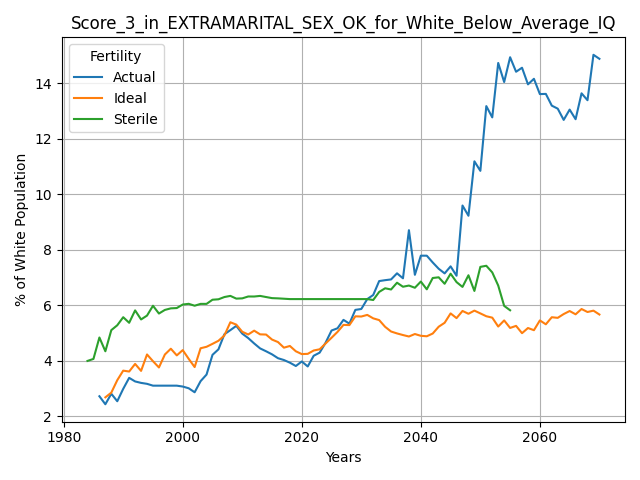 Score_3_in_EXTRAMARITAL_SEX_OK_for_White_Below_Average_IQ
Fertility
Actual
Ideal
Sterile
% of White Population
14
12
10
8
6
4
2
1980 2000 2020 2040 2060
Years